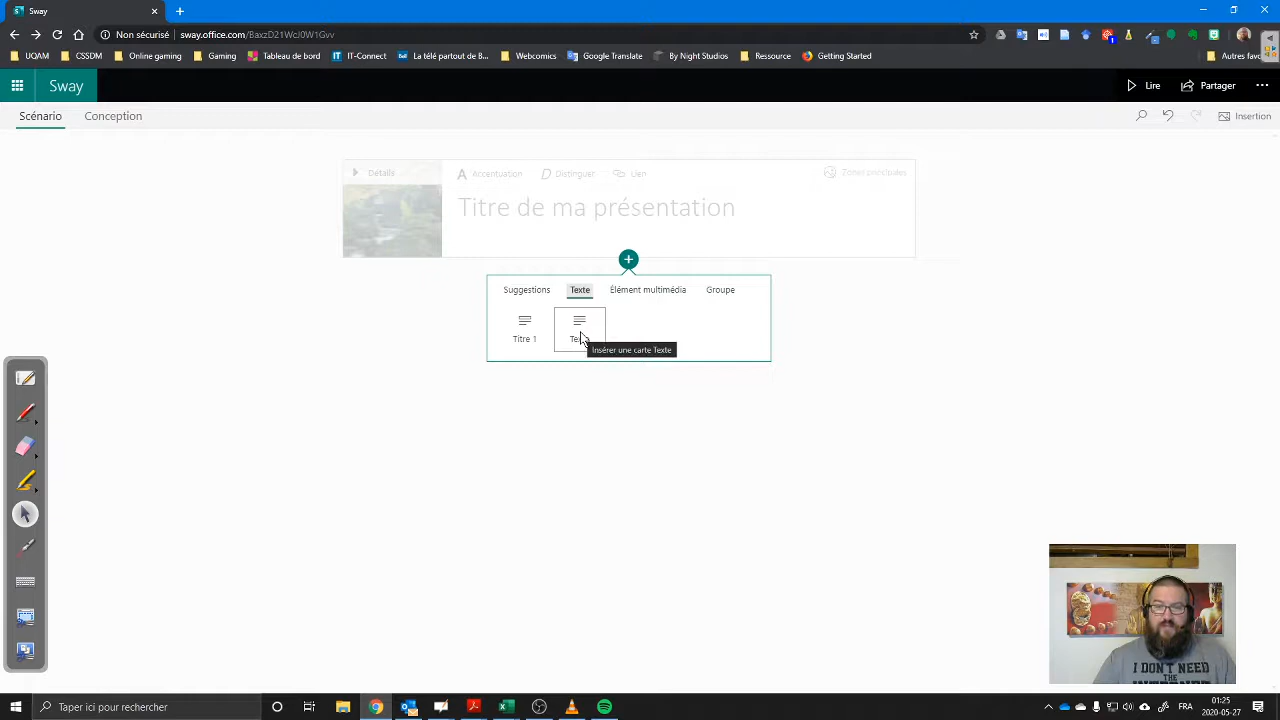 Sway
Non sécurisé | sway.office.com/BaxzD21WcJ0W1Gvv
UQAM CSSDM Online gaming Gaming Tableau de bord IT-Connect La télé partout de B... Webcomics Google Translate By Night Studios Ressource Getting Started Autres favo
Sway Lire Partager
Scénario Conception Insertion
Détails Accentuation Distinguer Lien Zones principales
Titre de ma présentation
Suggestions Texte Élément multimédia Groupe
Titre 1
Insérer une carte Texte
I DON'T NEED
THE
Taper ici pour rechercher FRA 01:25
2020-05-27